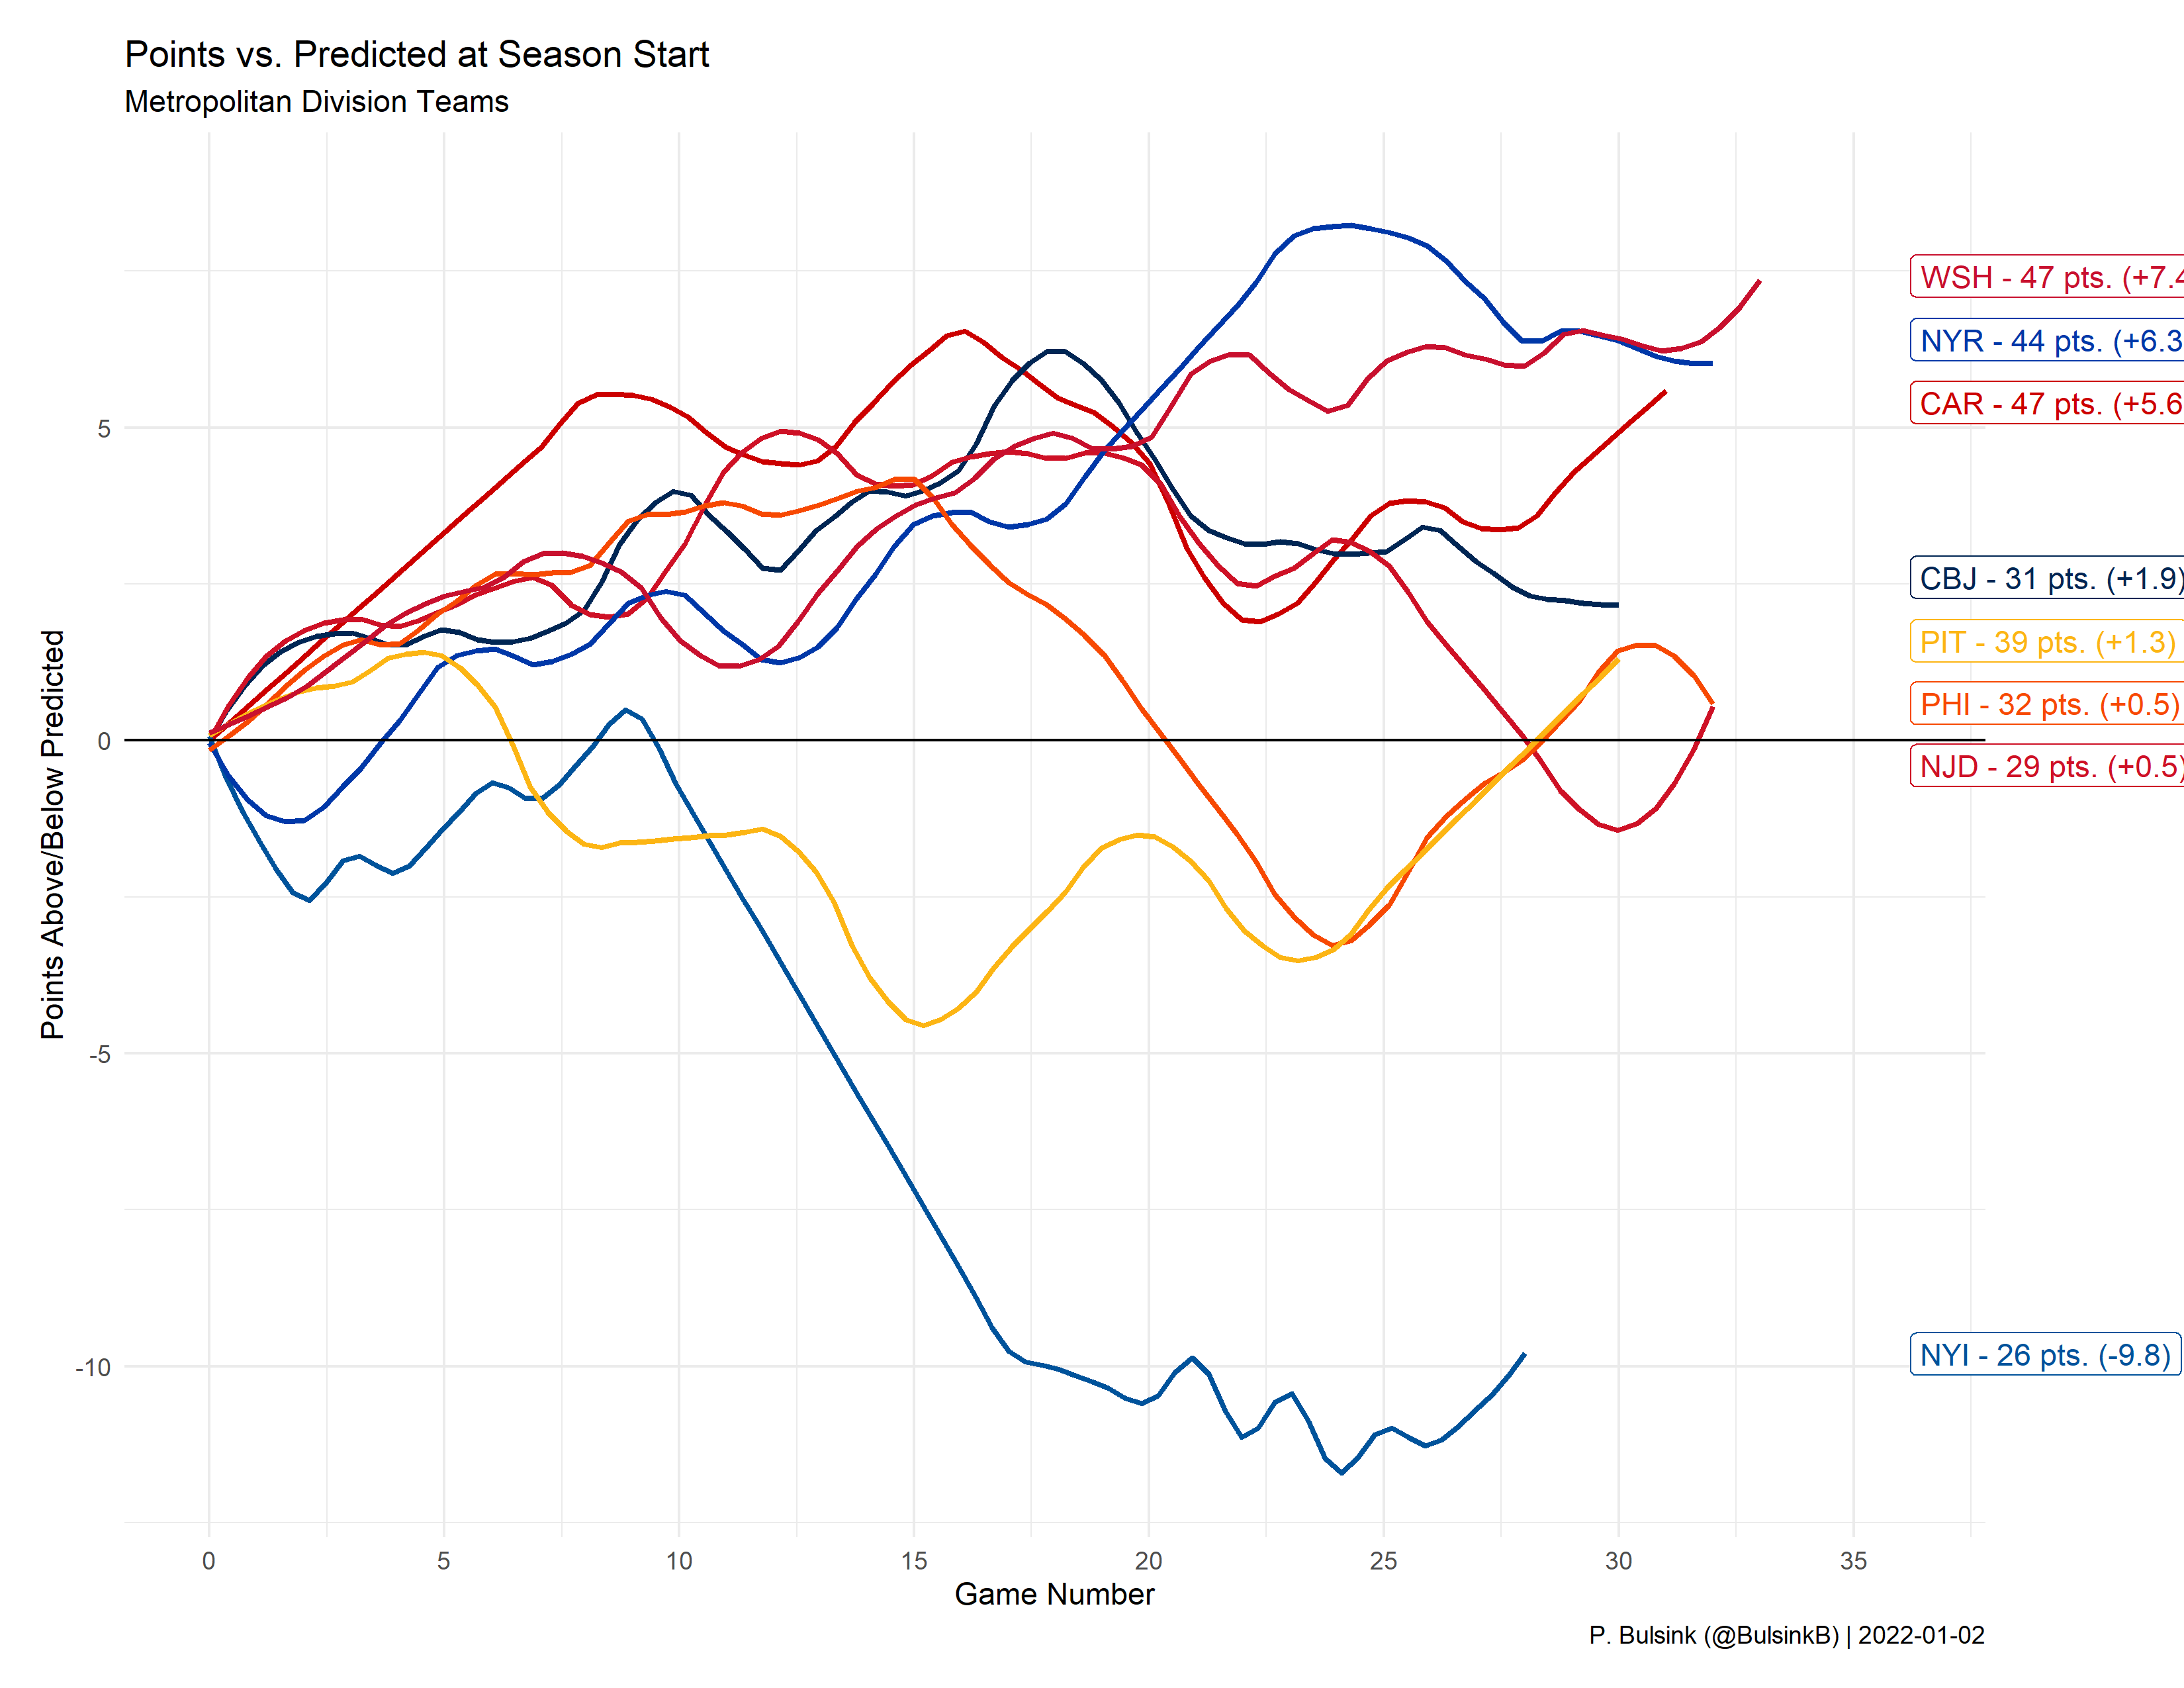 Points vs. Predicted at Season Start
Metropolitan Division Teams
Points Above/Below Predicted
5
0
-5
-10
WSH - 47 pts. (+7.4
NYR - 44 pts. (+6.3
CAR - 47 pts. (+5.6
CBJ - 31 pts. (+1.9)
PIT - 39 pts. (+1.3)
PHI - 32 pts. (+0.5)
NJD - 29 pts. (+0.5)
NYI - 26 pts. (-9.8)
0 5 10 15 20 25 30 35
Game Number
P. Bulsink (@BulsinkB) | 2022-01-02